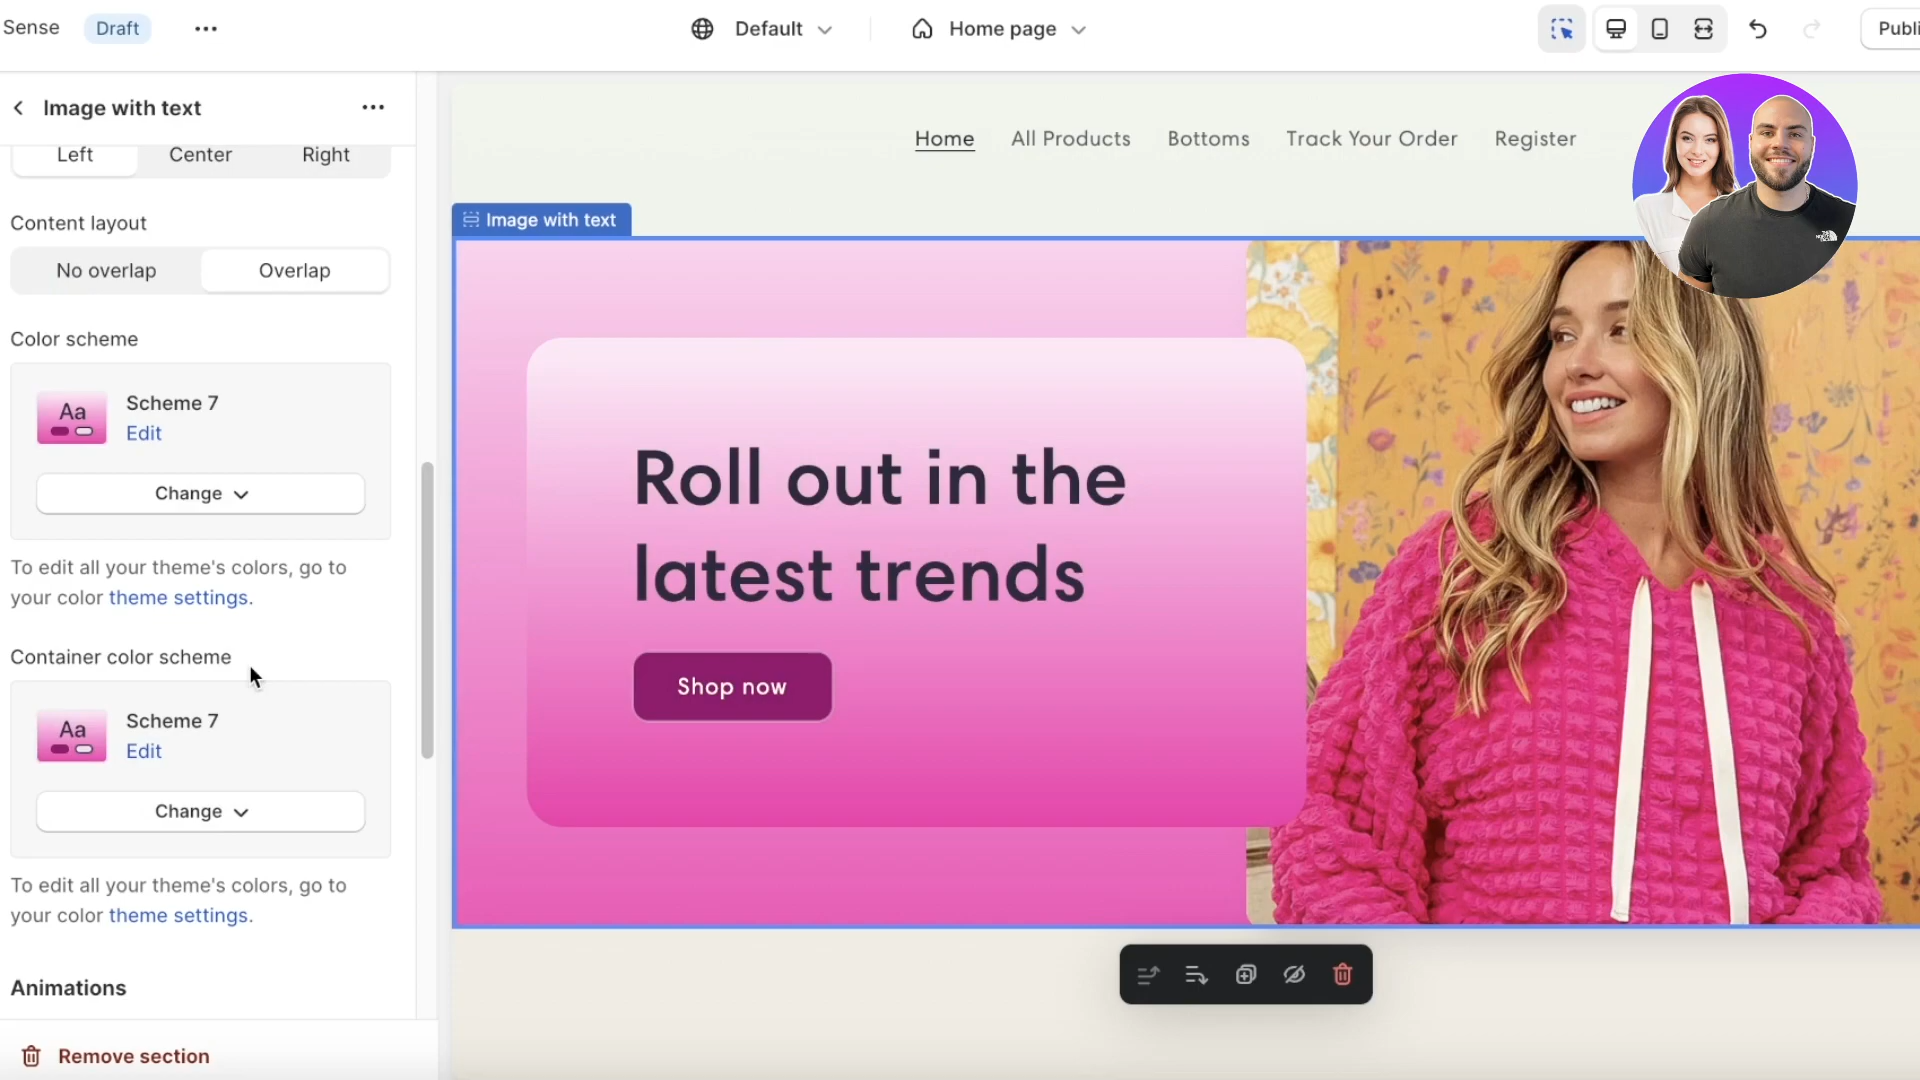 Sense
Draft
Default
Home page
Publi
Image with text
Left
Center
Right
Content layout
No overlap
Overlap
Color scheme
Aa
Scheme 7
Edit
Change
To edit all your theme's colors, go to
your color theme settings.
Container color scheme
Aa
Scheme 7
Edit
Change
To edit all your theme's colors, go to
your color theme settings.
Animations
Remove section
Home
All Products
Bottoms
Track Your Order
Register
Image with text
Roll out in the
latest trends
Shop now